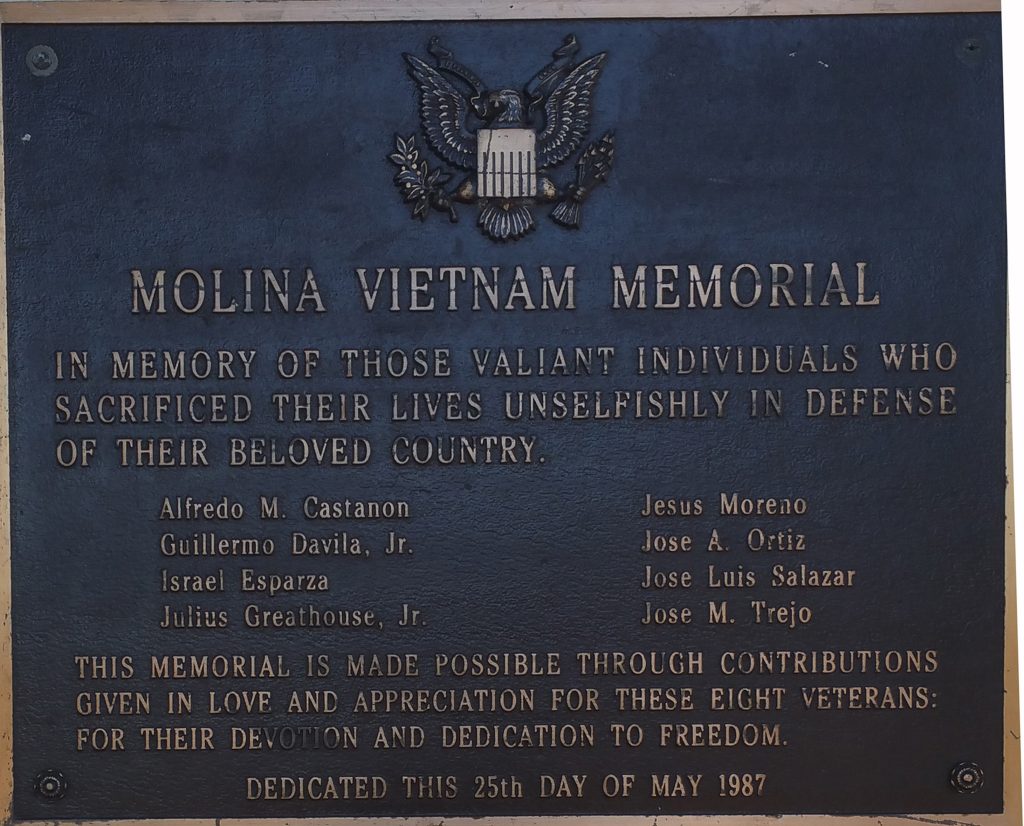 MOLINA VIETNAM MEMORIAL
IN MEMORY OF THOSE VALIANT INDIVIDUALS WHO
SACRIFICED THEIR LIVES UNSELFISHLY IN DEFENSE
OF THEIR BELOVED COUNTRY.
Alfredo M. Castanon
Guillermo Davila, Jr.
Israel Esparza
Julius Greathouse, Jr.
Jesus Moreno
Jose A. Ortiz
Jose Luis Salazar
Jose M. Trejo
THIS MEMORIAL IS MADE POSSIBLE THROUGH CONTRIBUTIONS
GIVEN IN LOVE AND APPRECIATION FOR THESE EIGHT VETERANS:
FOR THEIR DEVOTION AND DEDICATION TO FREEDOM.
DEDICATED THIS 25th DAY OF MAY 1987